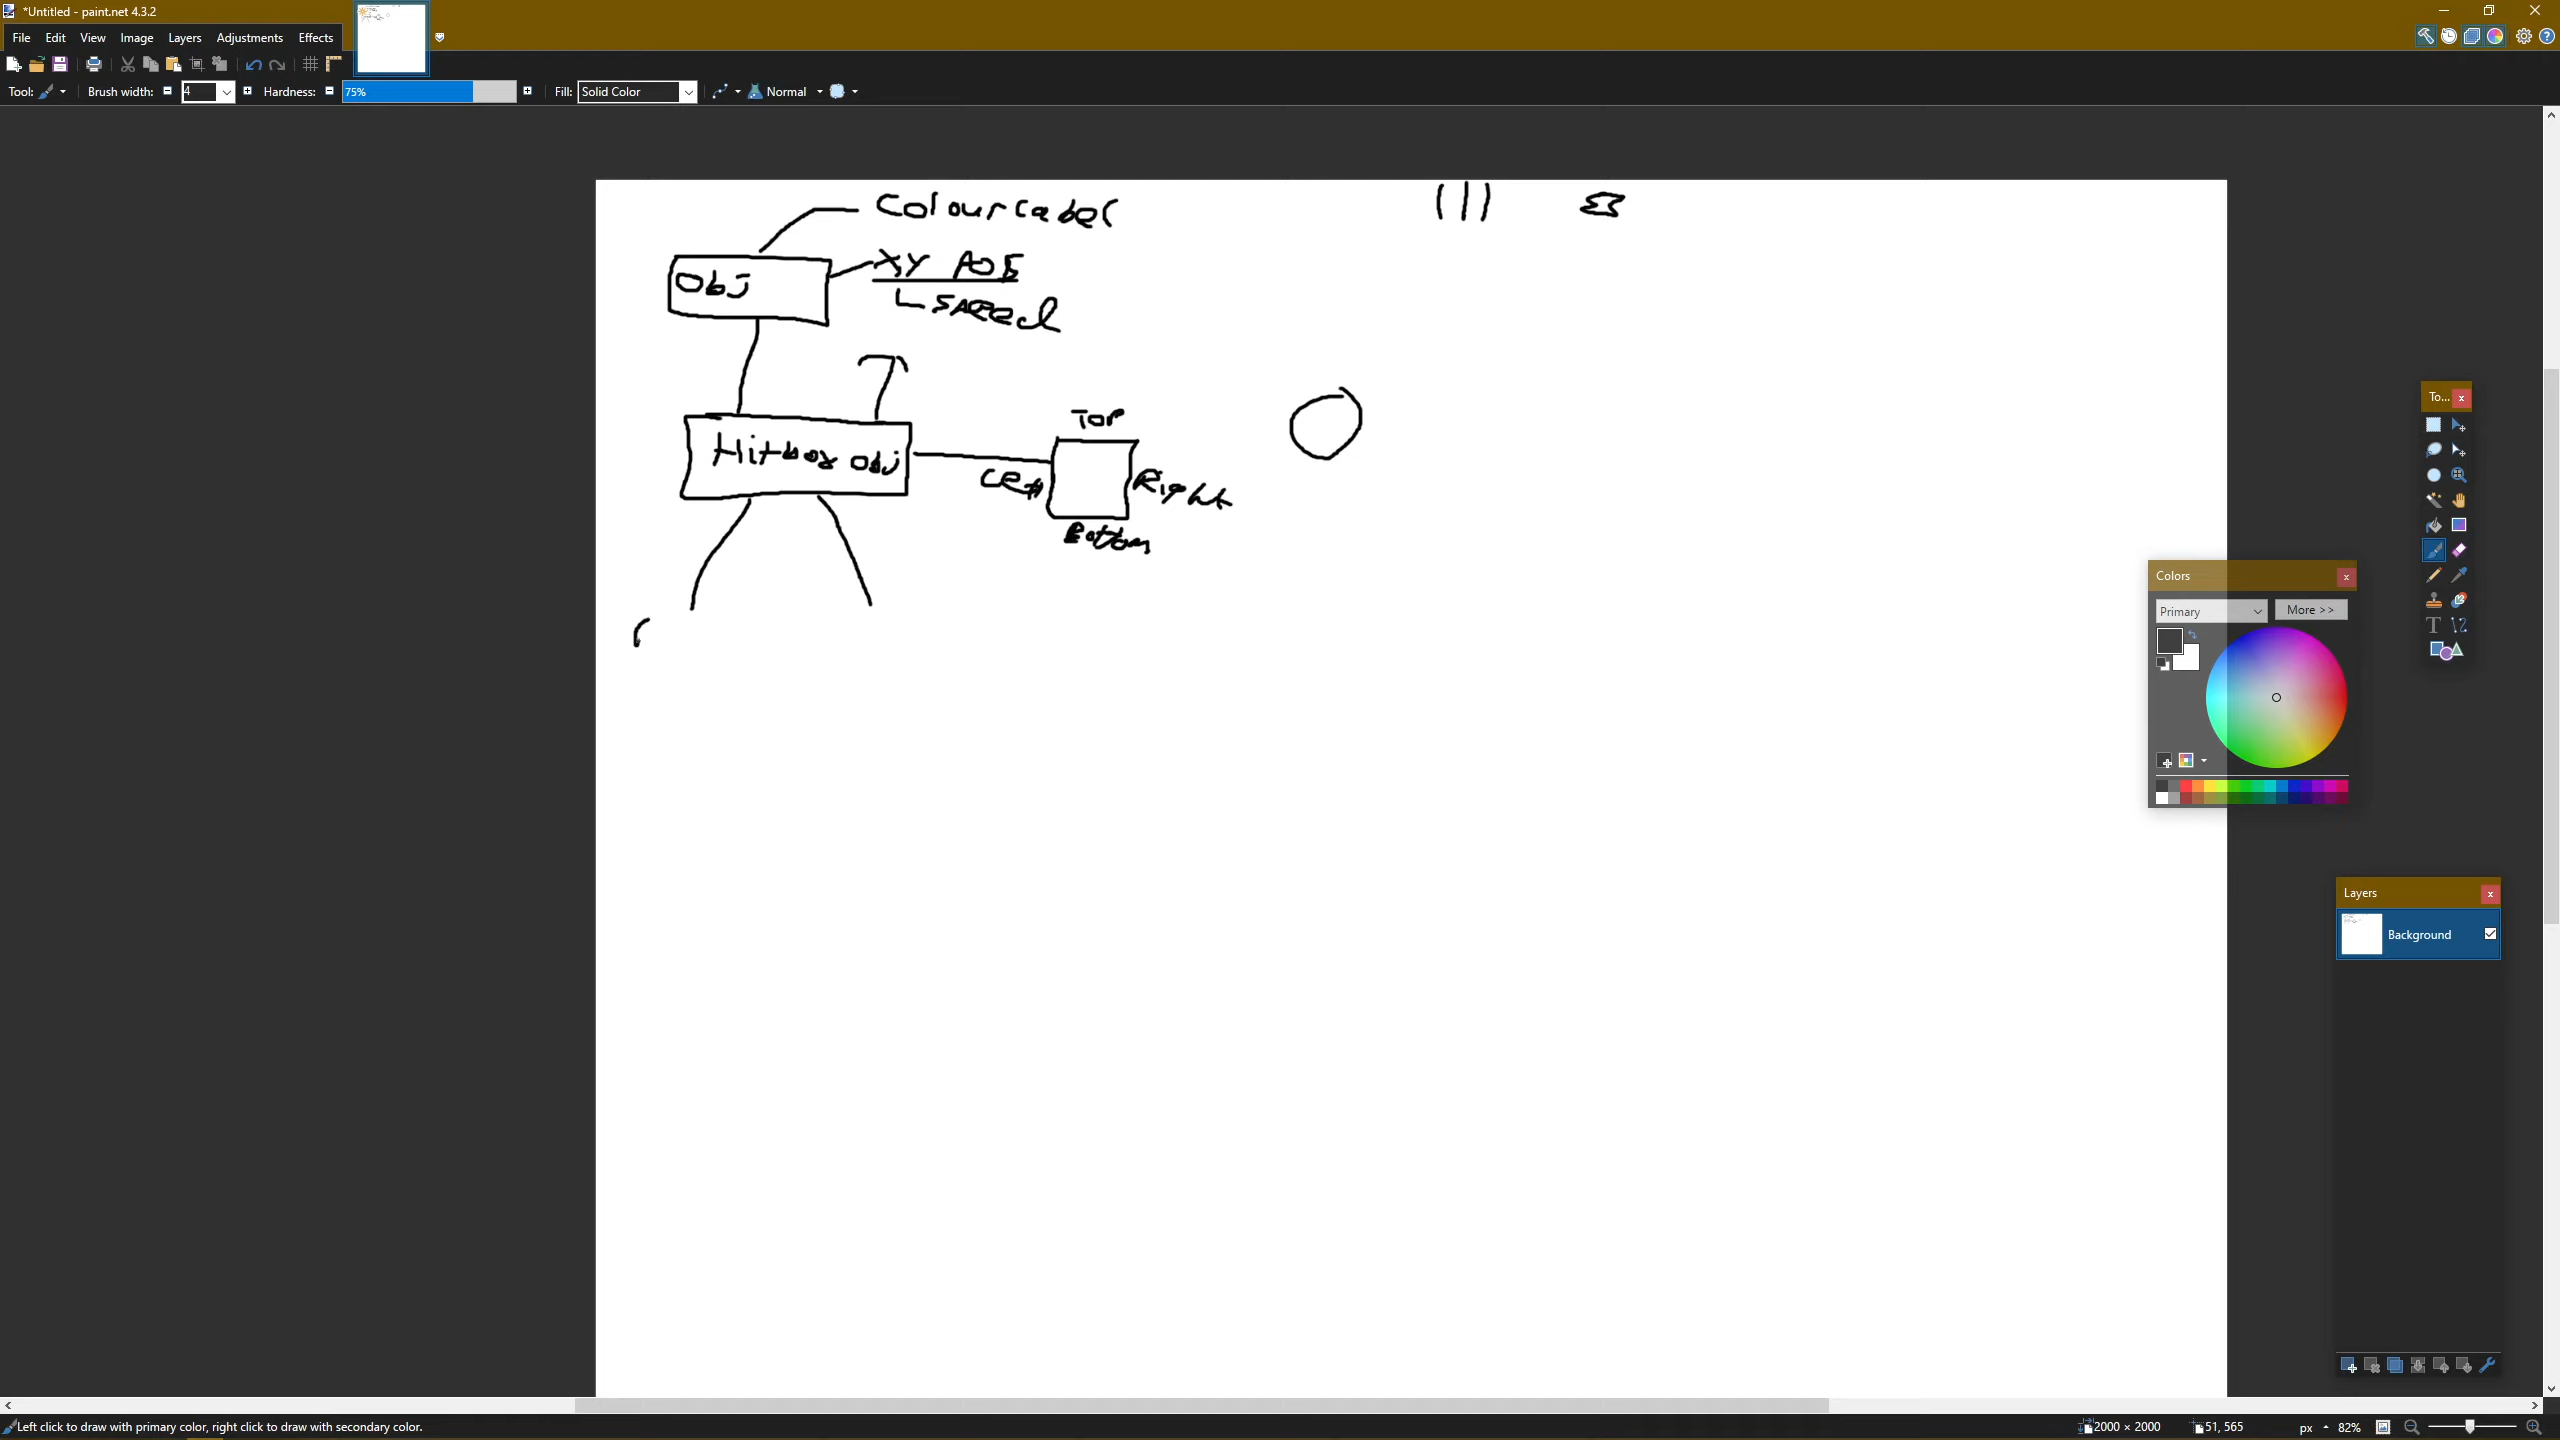 *Untitled - paint.net 4.3.2
File Edit View Image Layers Adjustments Effects
Tool: Brush width: 4 Hardness: 75% Fill: Solid Color Normal
Colour
Obj
X,Y Pos
Speed
Hitbox obj
Top
Right
Bottom
To...
Colors
Primary More >>
Layers
Background
Left click to draw with primary color, right click to draw with secondary color.
2000 × 2000 51, 565 px 82%